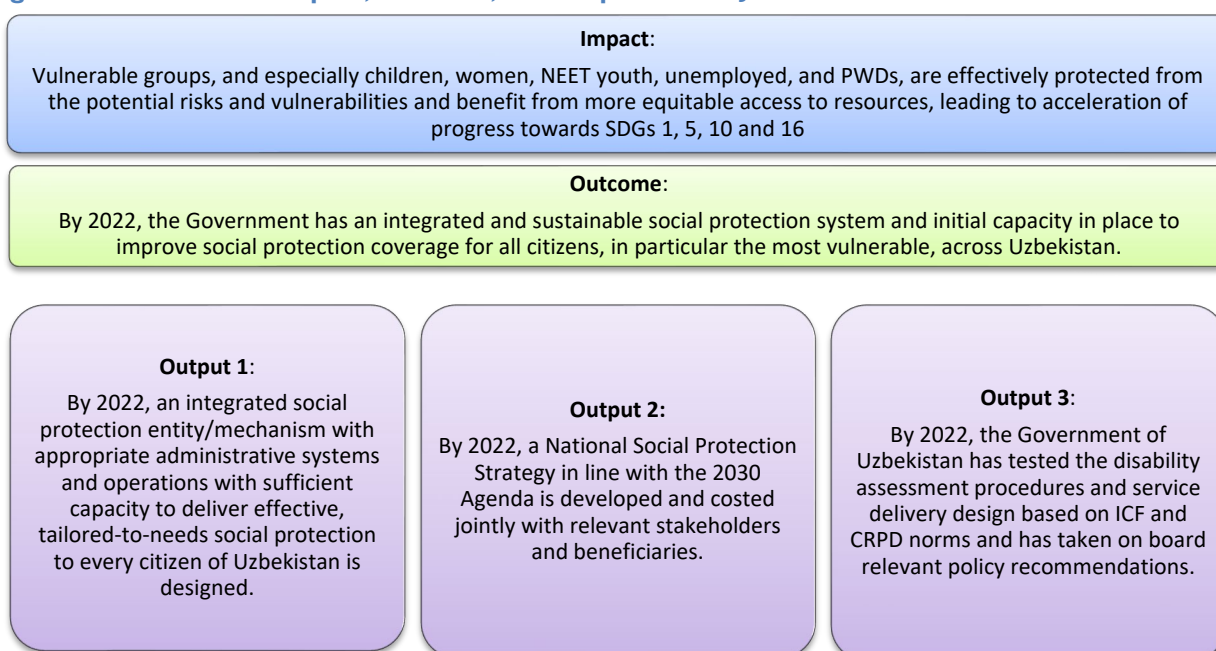 Impact:
Vulnerable groups, and especially children, women, NEET youth, unemployed, and PWDs, are effectively protected from
the potential risks and vulnerabilities and benefit from more equitable access to resources, leading to acceleration of
progress towards SDGs 1, 5, 10 and 16
Outcome:
By 2022, the Government has an integrated and sustainable social protection system and initial capacity in place to
improve social protection coverage for all citizens, in particular the most vulnerable, across Uzbekistan.
Output 1:
By 2022, an integrated social
protection entity/mechanism with
appropriate administrative systems
and operations with sufficient
capacity to deliver effective,
tailored-to-needs social protection
to every citizen of Uzbekistan is
designed.
Output 2:
By 2022, a National Social Protection
Strategy in line with the 2030
Agenda is developed and costed
jointly with relevant stakeholders
and beneficiaries.
Output 3:
By 2022, the Government of
Uzbekistan has tested the disability
assessment procedures and service
delivery design based on ICF and
CRPD norms and has taken on board
relevant policy recommendations.